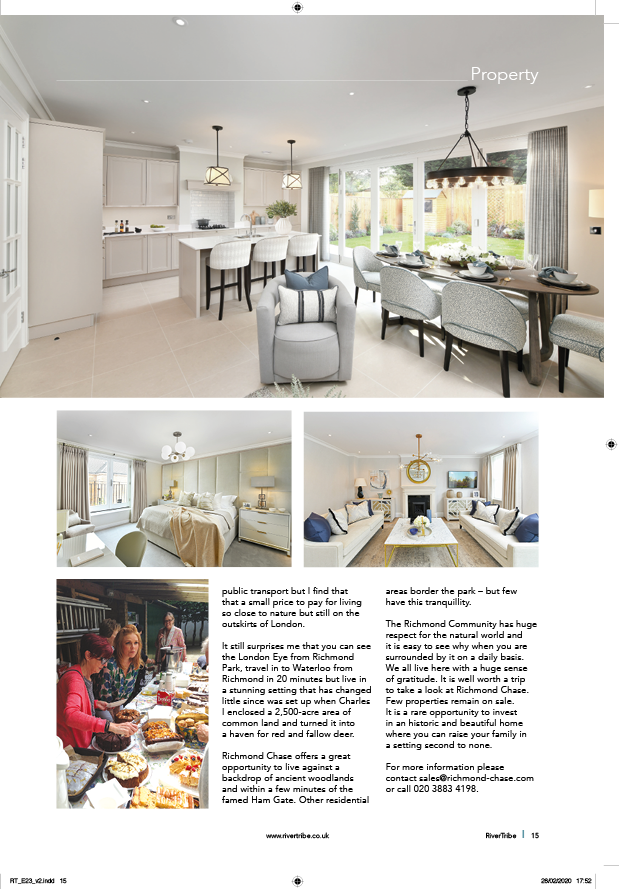 Property
public transport but I find that
that a small price to pay for living
so close to nature but still on the
outskirts of London.
It still surprises me that you can see
the London Eye from Richmond
Park, travel in to Waterloo from
Richmond in 20 minutes but live in
a stunning setting that has changed
little since was set up when Charles
I enclosed a 2,500-acre area of
common land and turned it into
a haven for red and fallow deer.
Richmond Chase offers a great
opportunity to live against a
backdrop of ancient woodlands
and within a few minutes of the
famed Ham Gate. Other residential
areas border the park – but few
have this tranquillity.
The Richmond Community has huge
respect for the natural world and
it is easy to see why when you are
surrounded by it on a daily basis.
We all live here with a huge sense
of gratitude. It is well worth a trip
to take a look at Richmond Chase.
Few properties remain on sale.
It is a rare opportunity to invest
in an historic and beautiful home
where you can raise your family in
a setting second to none.
For more information please
contact sales@richmond-chase.com
or call 020 3883 4198.
www.rivertribe.co.uk
RiverTribe | 15
RT_E23_v2.indd 15
28/02/2020 17:52